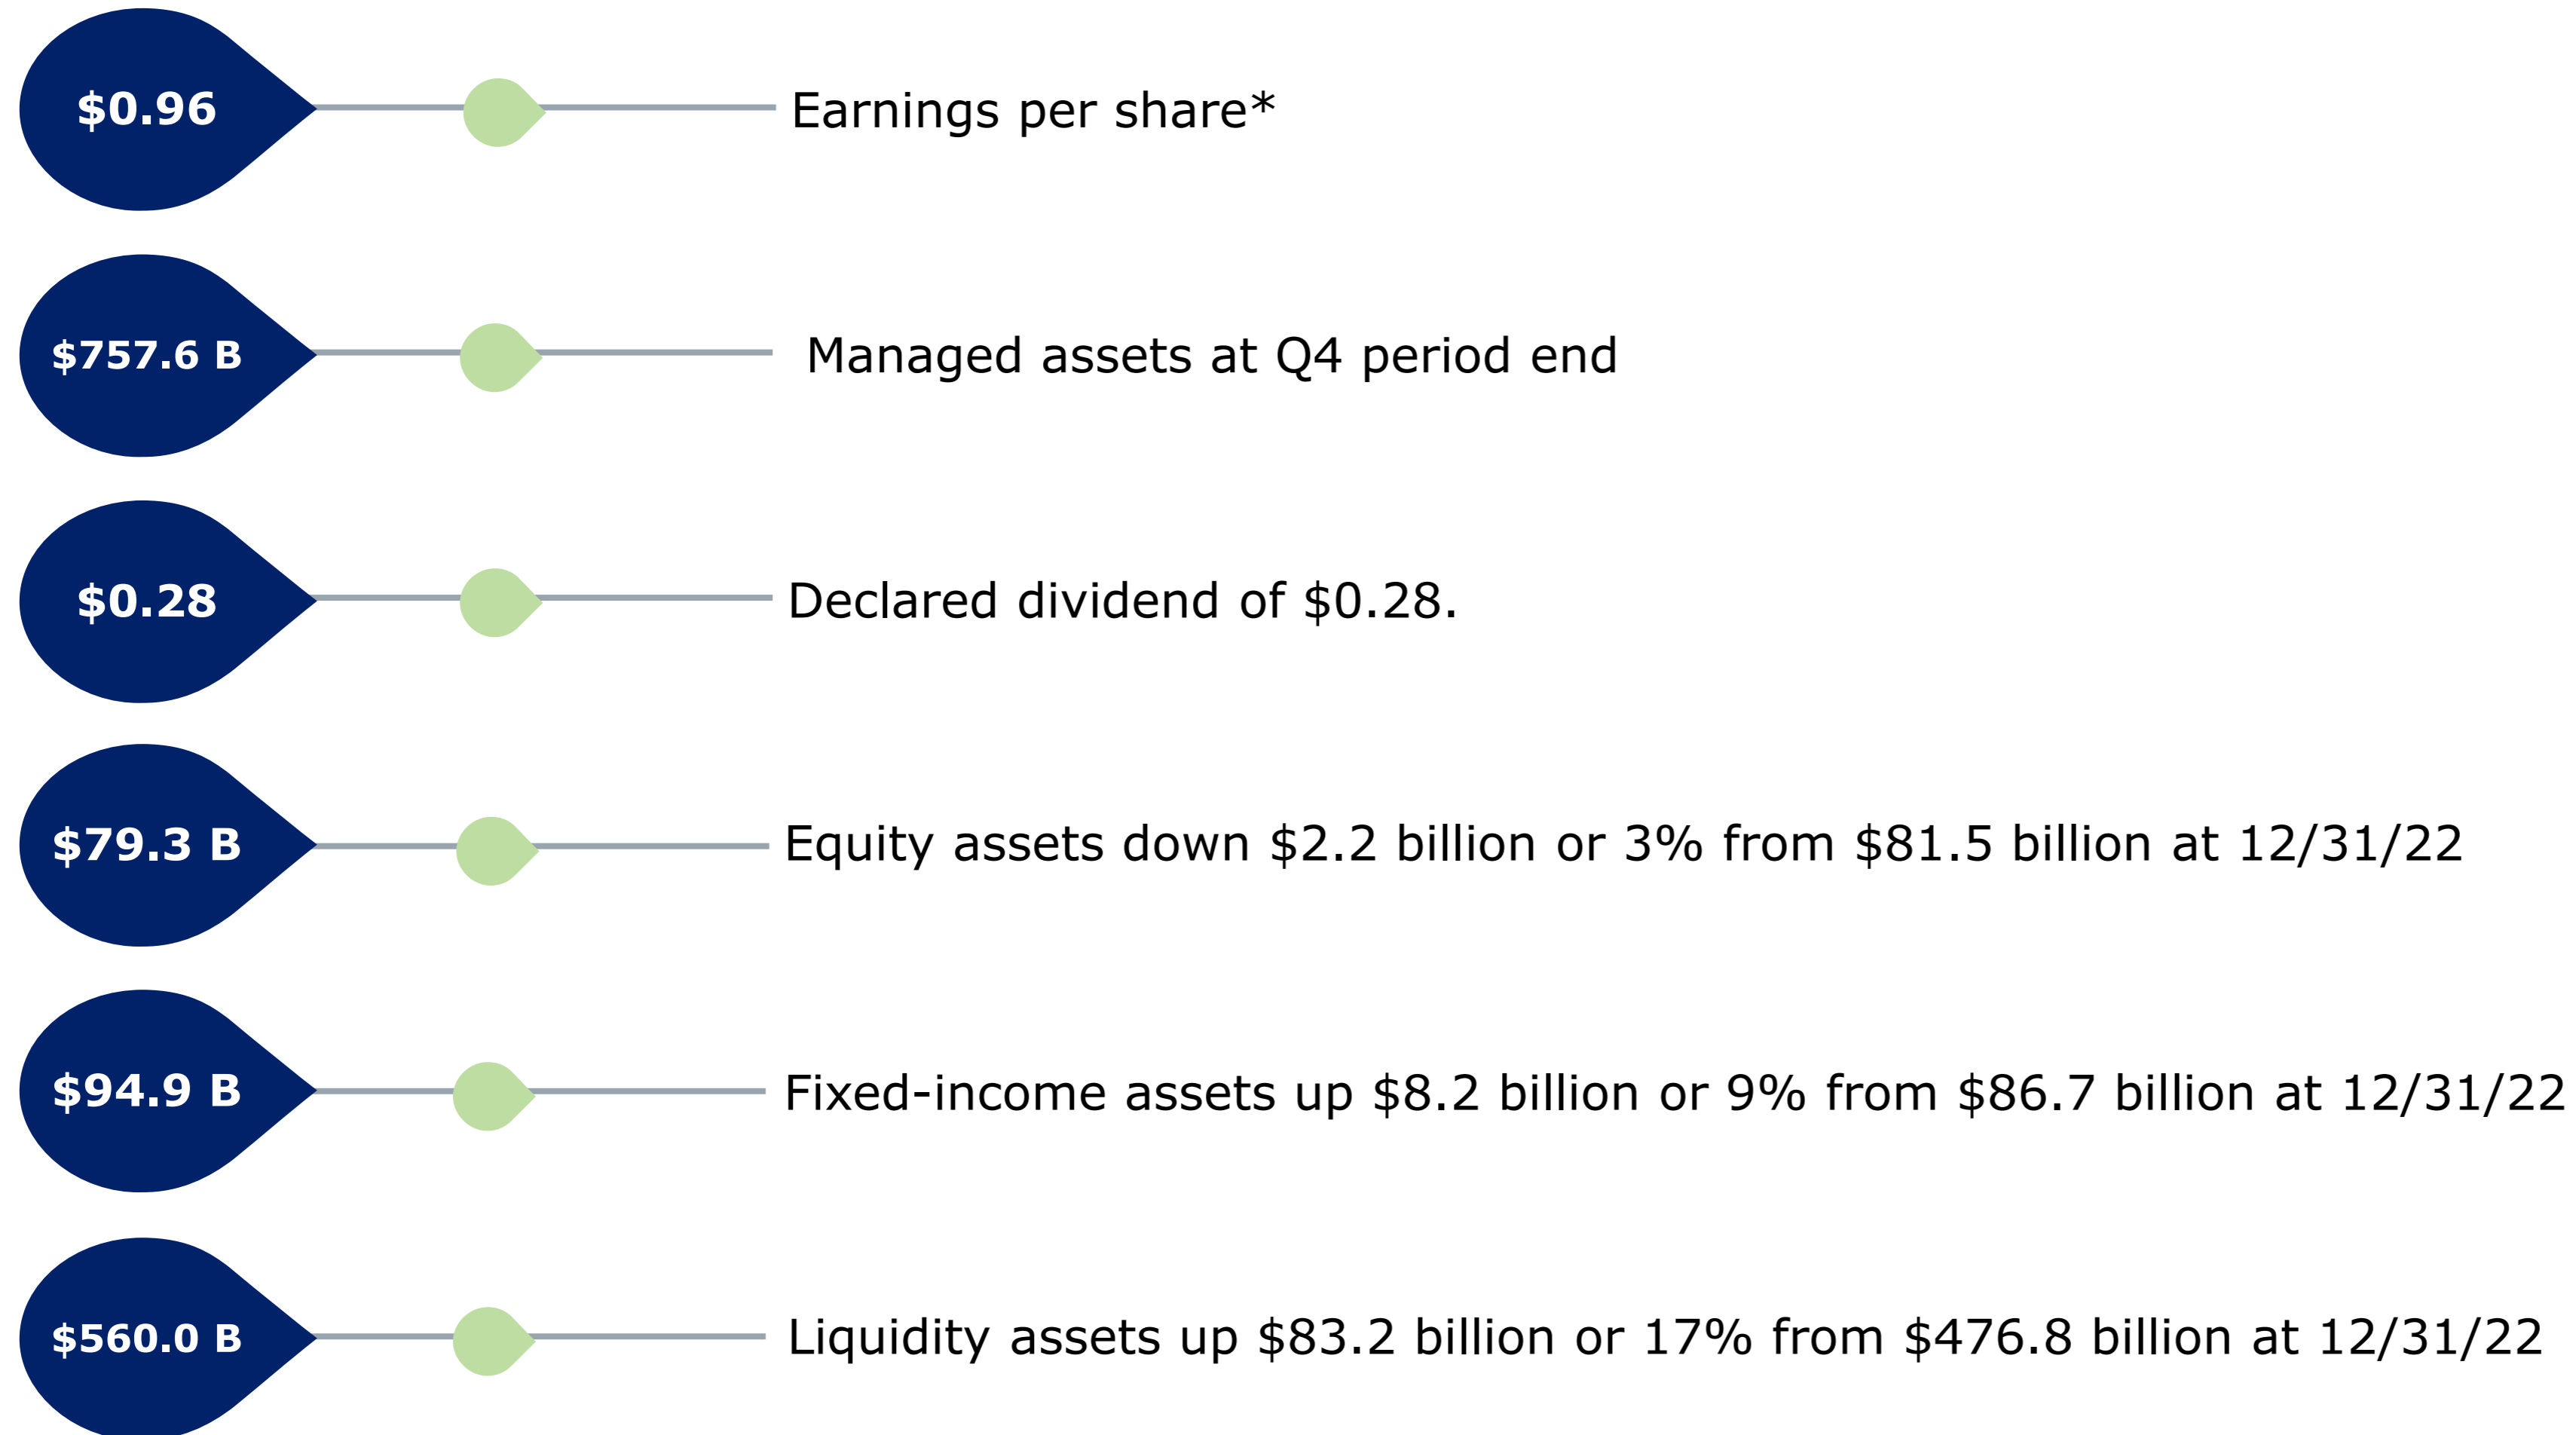 $0.96 Earnings per share*
$757.6 B Managed assets at Q4 period end
$0.28 Declared dividend of $0.28.
$79.3 B Equity assets down $2.2 billion or 3% from $81.5 billion at 12/31/22
$94.9 B Fixed-income assets up $8.2 billion or 9% from $86.7 billion at 12/31/22
$560.0 B Liquidity assets up $83.2 billion or 17% from $476.8 billion at 12/31/22